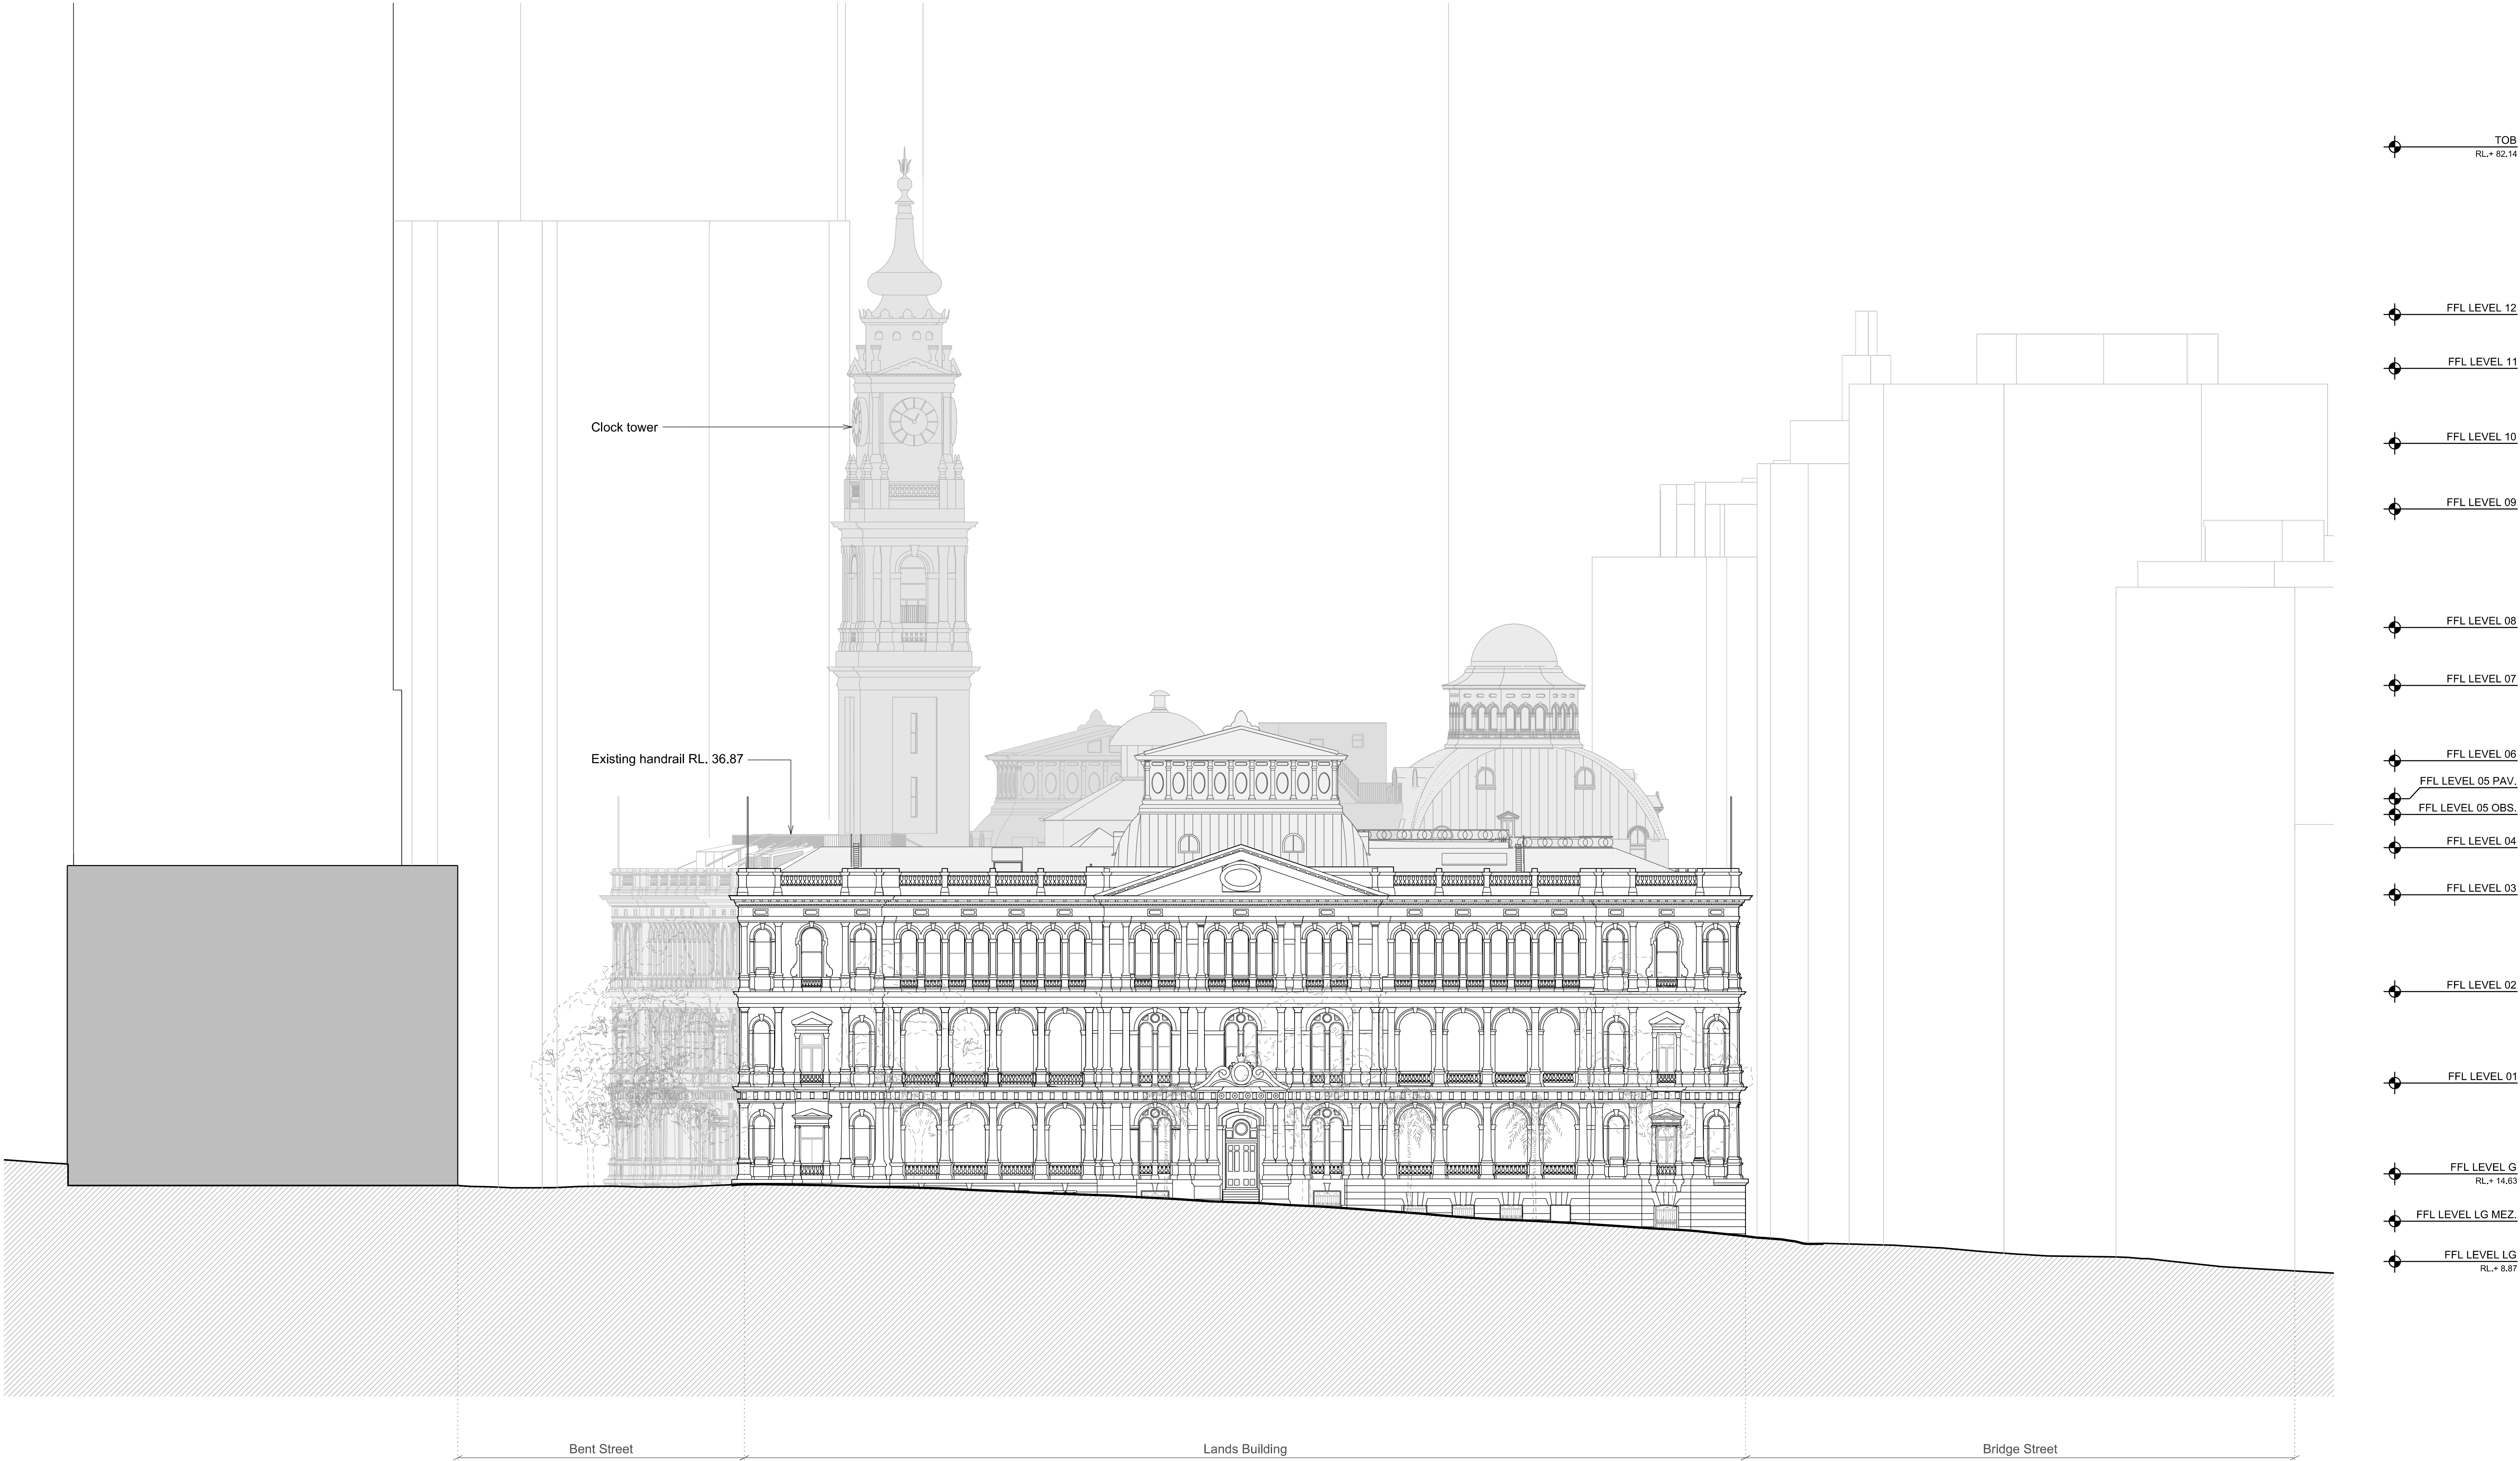 TOB
RL.+ 82.14
FFL LEVEL 12
FFL LEVEL 11
Clock tower
FFL LEVEL 10
FFL LEVEL 09
FFL LEVEL 08
FFL LEVEL 07
Existing handrail RL. 36.87
FFL LEVEL 06
FFL LEVEL 05 PAV.
FFL LEVEL 05 OBS.
FFL LEVEL 04
FFL LEVEL 03
FFL LEVEL 02
FFL LEVEL 01
FFL LEVEL G
RL.+ 14.63
FFL LEVEL LG MEZ.
FFL LEVEL LG
RL.+ 8.87
Bent Street
Lands Building
Bridge Street